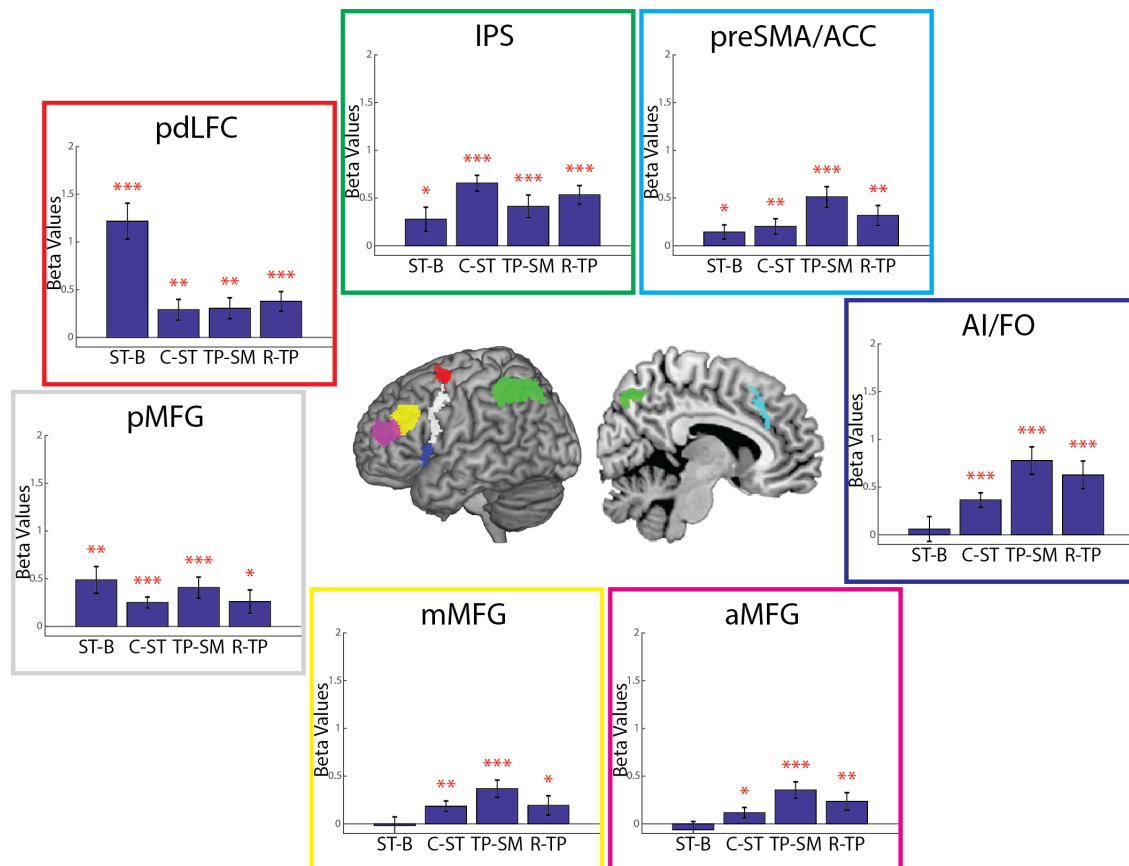 IPS
Beta Values
2
1.5
1
0.5
0
* *** *** ***
ST-B C-ST TP-SM R-TP
preSMA/ACC
Beta Values
2
1.5
1
0.5
0
* ** *** **
ST-B C-ST TP-SM R-TP
pdLFC
Beta Values
2
1.5
1
0.5
0
*** ** ** ***
ST-B C-ST TP-SM R-TP
AI/FO
Beta Values
2
1.5
1
0.5
0
*** *** ***
ST-B C-ST TP-SM R-TP
pMFG
Beta Values
2
1.5
1
0.5
0
** *** *** *
ST-B C-ST TP-SM R-TP
mMFG
Beta Values
2
1.5
1
0.5
0
** *** *
ST-B C-ST TP-SM R-TP
aMFG
Beta Values
2
1.5
1
0.5
0
* *** **
ST-B C-ST TP-SM R-TP